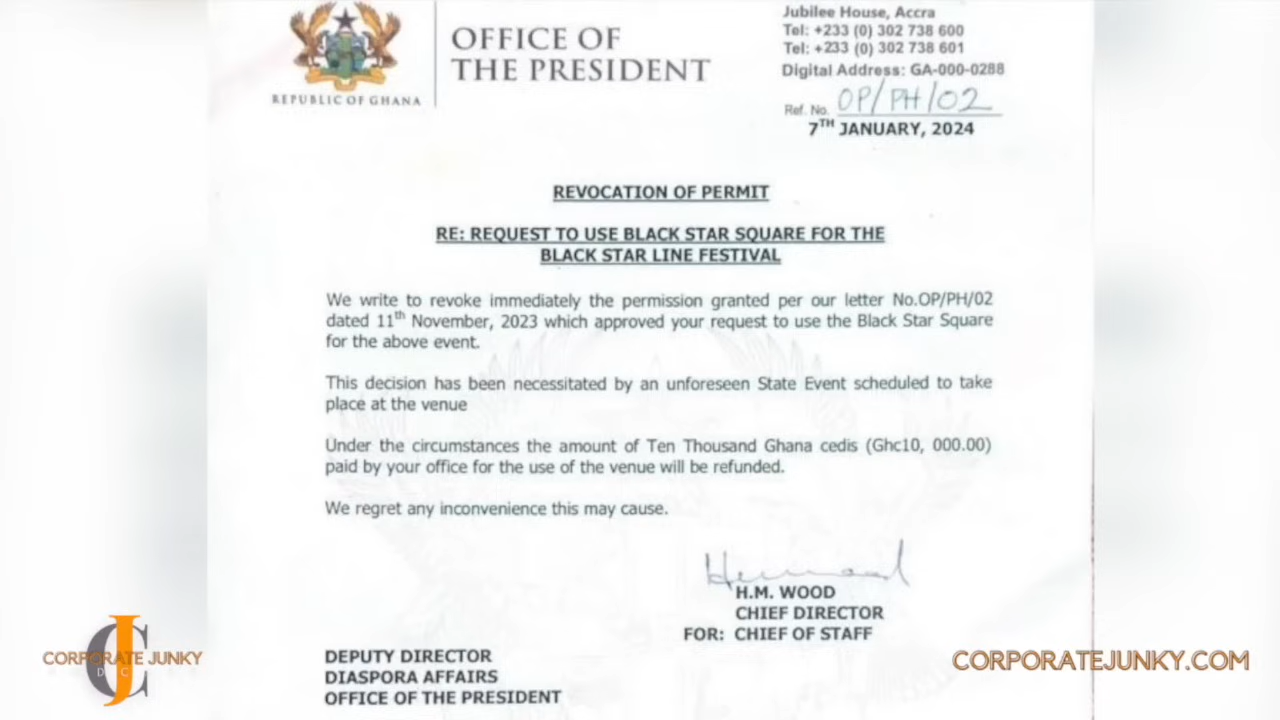 REPUBLIC OF GHANA
OFFICE OF
THE PRESIDENT
Jubilee House, Accra
Tel: +233 (0) 302 738 600
Tel: +233 (0) 302 738 601
Digital Address: GA-000-0288
Ref. No. OP/PH/02
7TH JANUARY, 2024
REVOCATION OF PERMIT
RE: REQUEST TO USE BLACK STAR SQUARE FOR THE
BLACK STAR LINE FESTIVAL
We write to revoke immediately the permission granted per our letter No.OP/PH/02
dated 11th November, 2023 which approved your request to use the Black Star Square
for the above event.
This decision has been necessitated by an unforeseen State Event scheduled to take
place at the venue
Under the circumstances the amount of Ten Thousand Ghana cedis (Ghc10, 000.00)
paid by your office for the use of the venue will be refunded.
We regret any inconvenience this may cause.
H.M. WOOD
CHIEF DIRECTOR
FOR: CHIEF OF STAFF
DEPUTY DIRECTOR
DIASPORA AFFAIRS
OFFICE OF THE PRESIDENT
CORPORATE JUNKY
CORPORATEJUNKY.COM